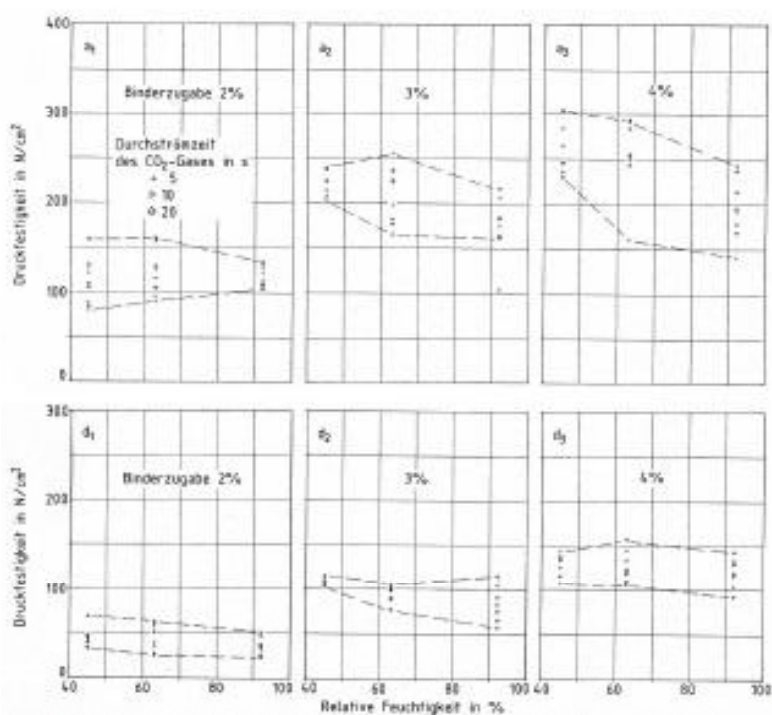 400
300
200
100
0
Druckfestigkeit in N/cm²
a₁
Binderzugabe 2%
Durchströmzeit
des CO₂-Gases in s
5
10
20
a₂
3%
a₃
4%
300
200
100
0
Druckfestigkeit in N/cm²
d₁
Binderzugabe 2%
d₂
3%
d₃
4%
40 60 80 100 40 60 80 100 40 60 80 100
Relative Feuchtigkeit in %